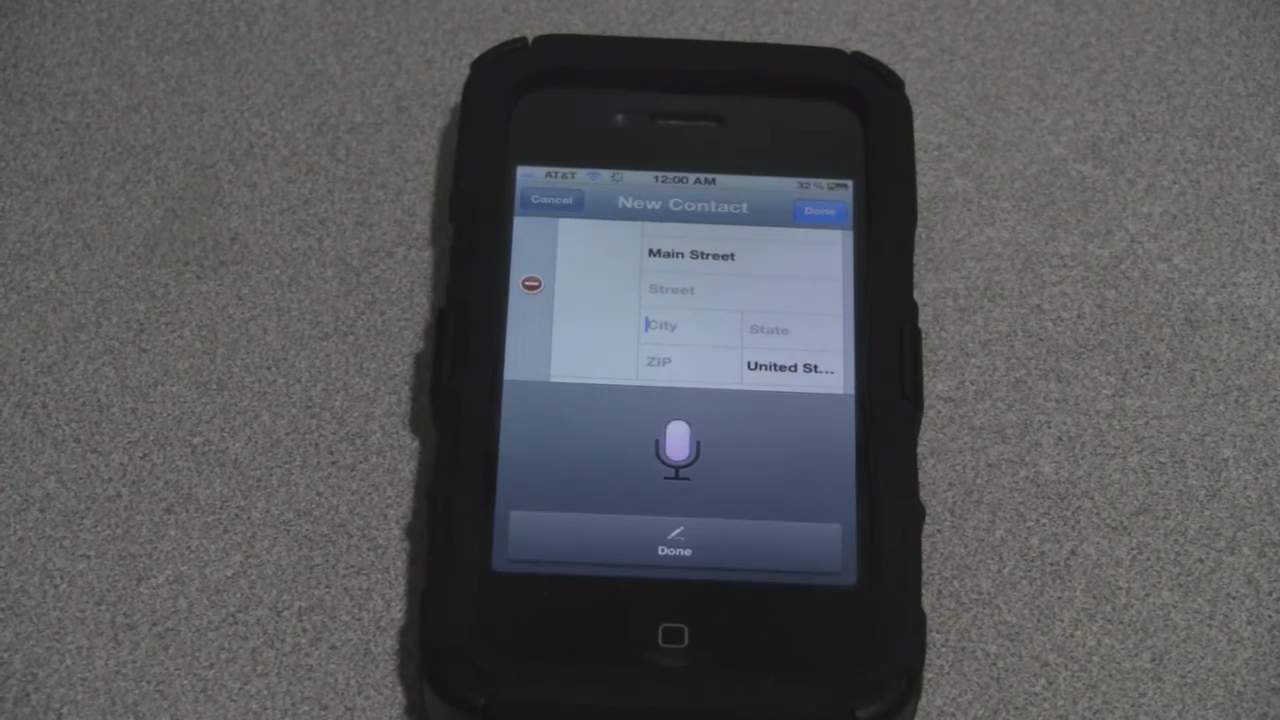 AT&T 12:00 AM 32 %
Cancel New Contact Done
Main Street
Street
City State
ZIP United St...
Done